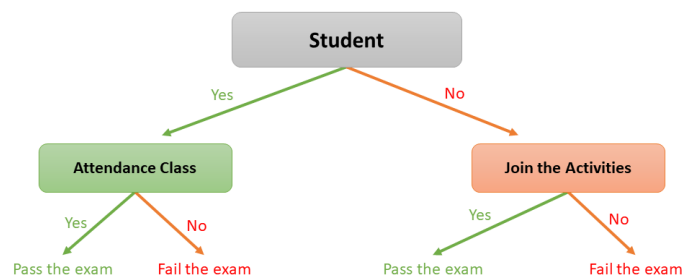 Student
Yes
No
Attendance Class
Join the Activities
Yes
No
Yes
No
Pass the exam
Fail the exam
Pass the exam
Fail the exam